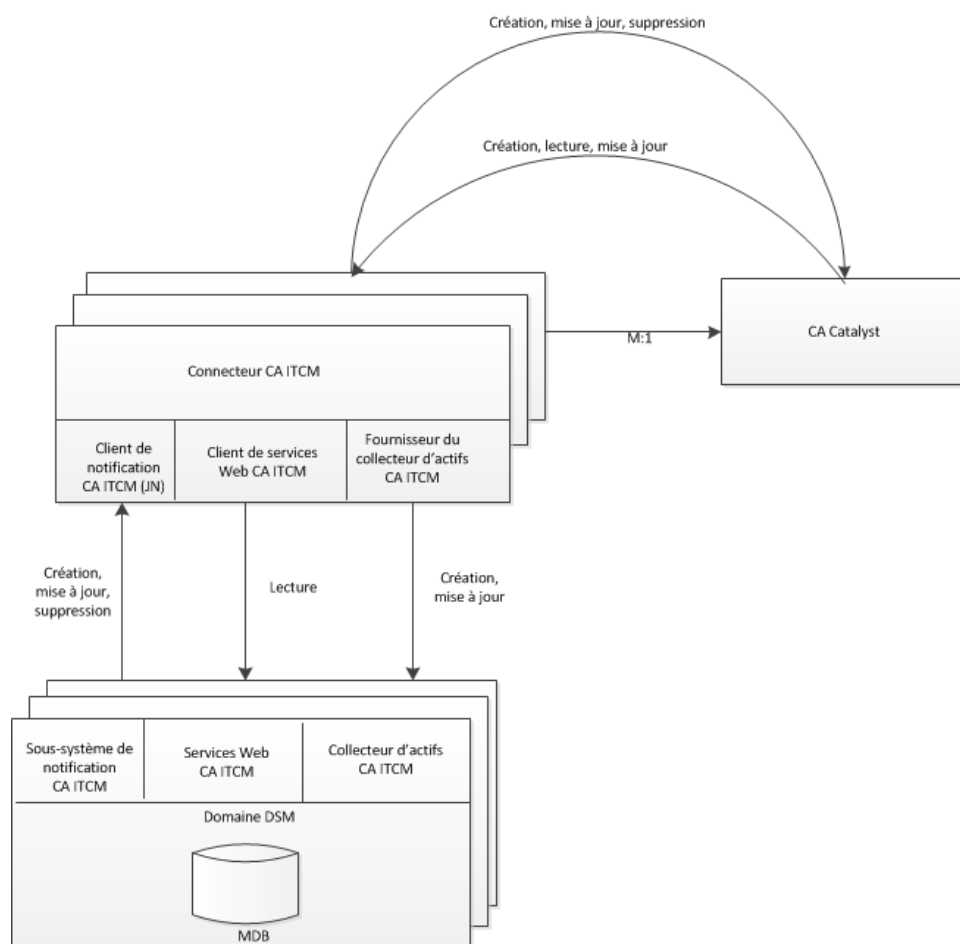 Création, mise à jour, suppression
Création, lecture, mise à jour
CA Catalyst
M:1
Connecteur CA ITCM
Client de
notification
CA ITCM (JN)
Client de services
Web CA ITCM
Fournisseur du
collecteur d'actifs
CA ITCM
Création,
mise à jour,
suppression
Lecture
Création,
mise à jour
Sous-système de
notification
CA ITCM
Services Web
CA ITCM
Collecteur d'actifs
CA ITCM
Domaine DSM
MDB